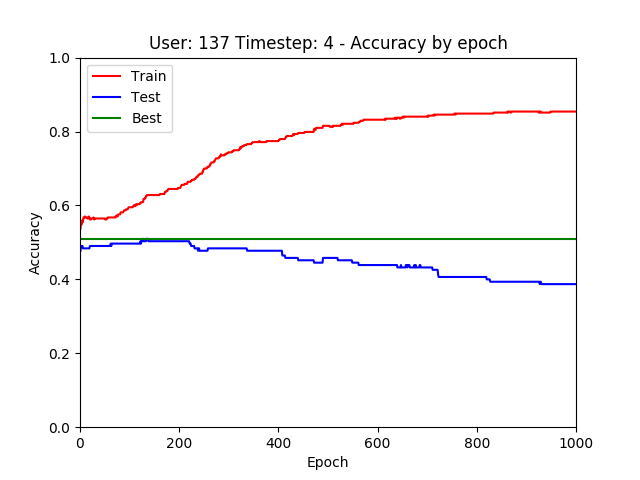 User: 137 Timestep: 4 - Accuracy by epoch
Train
Test
Best
1.0
0.8
0.6
0.4
0.2
0.0
Accuracy
0 200 400 600 800 1000
Epoch